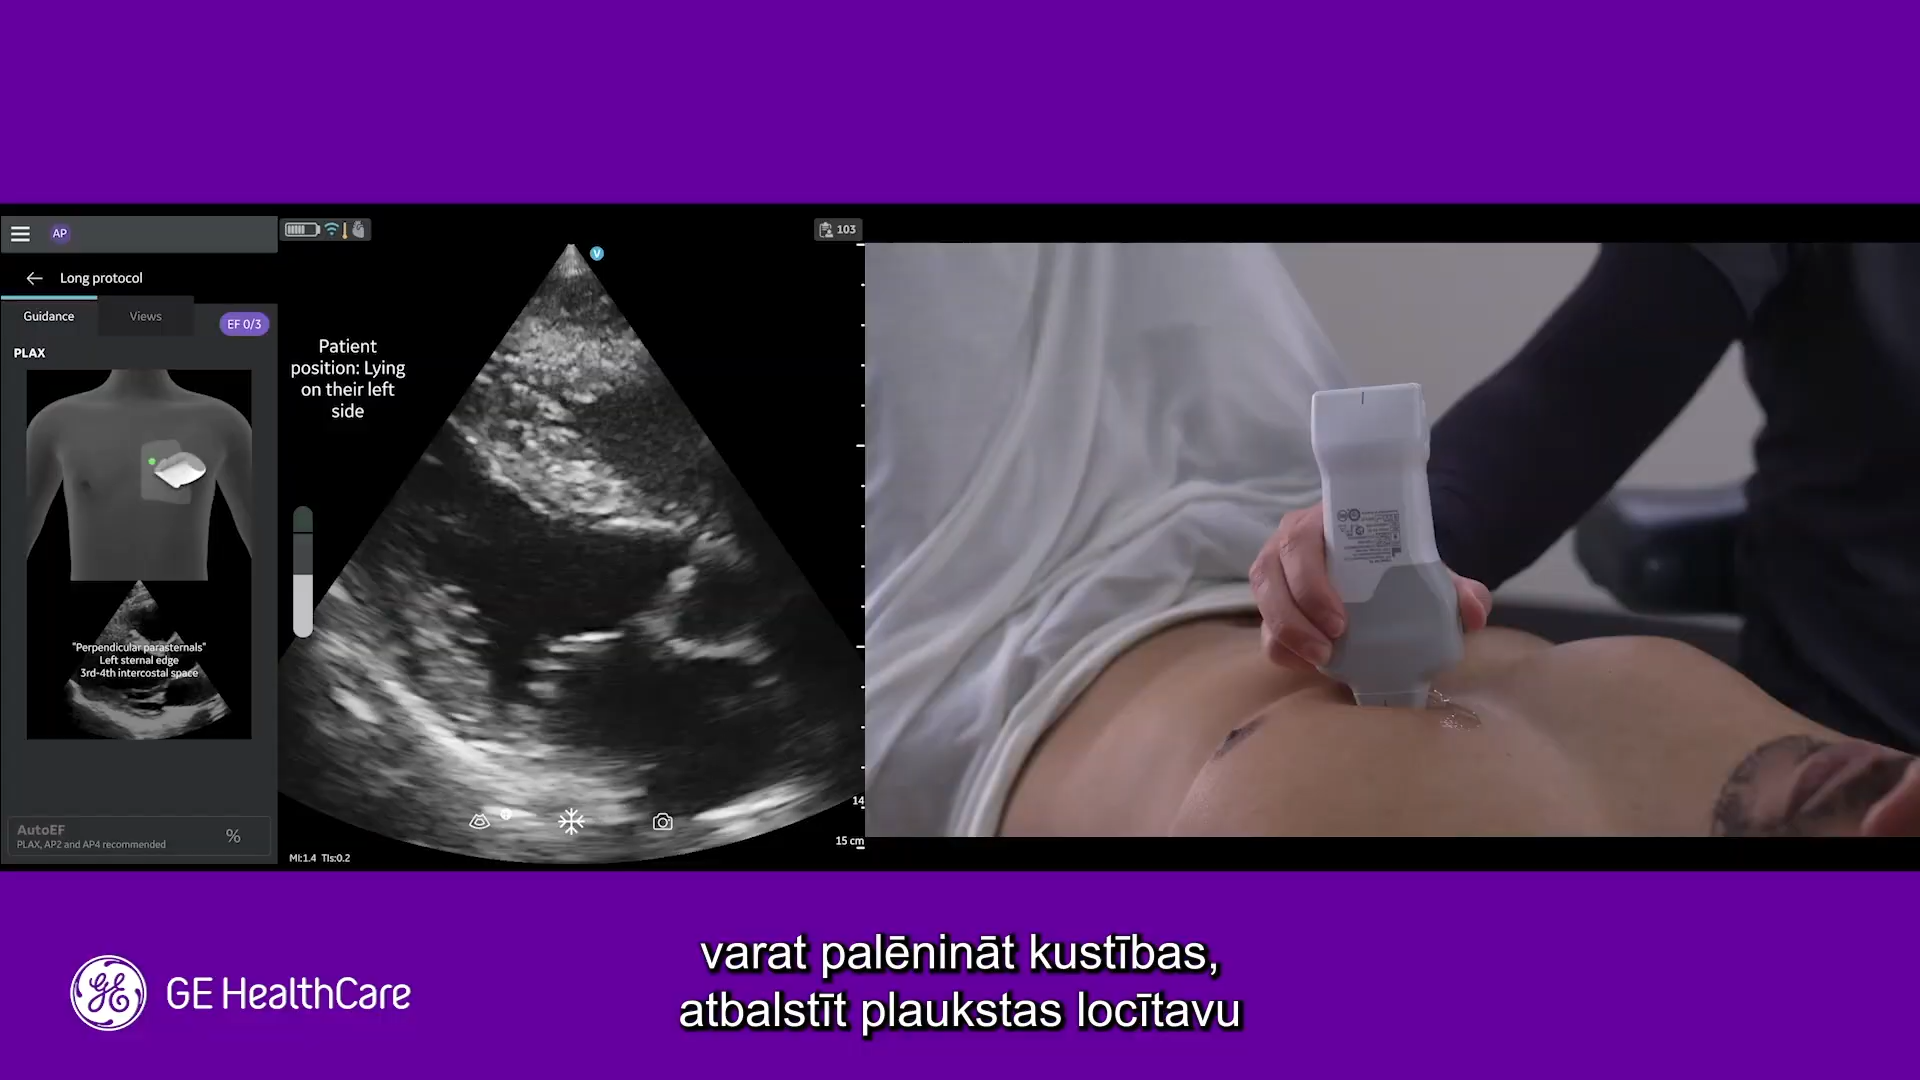 AP
103
Long protocol
Guidance
Views
EF 0/3
PLAX
Patient
position: Lying
on their left
side
V
"Perpendicular parasternals"
Left sternal edge
3rd-4th intercostal space
AutoEF
PLAX, AP2 and AP4 recommended
%
14
15 cm
MI:1.4 TIs:0.2
GE HealthCare
varat palēnināt kustības,
atbalstīt plaukstas locītavu